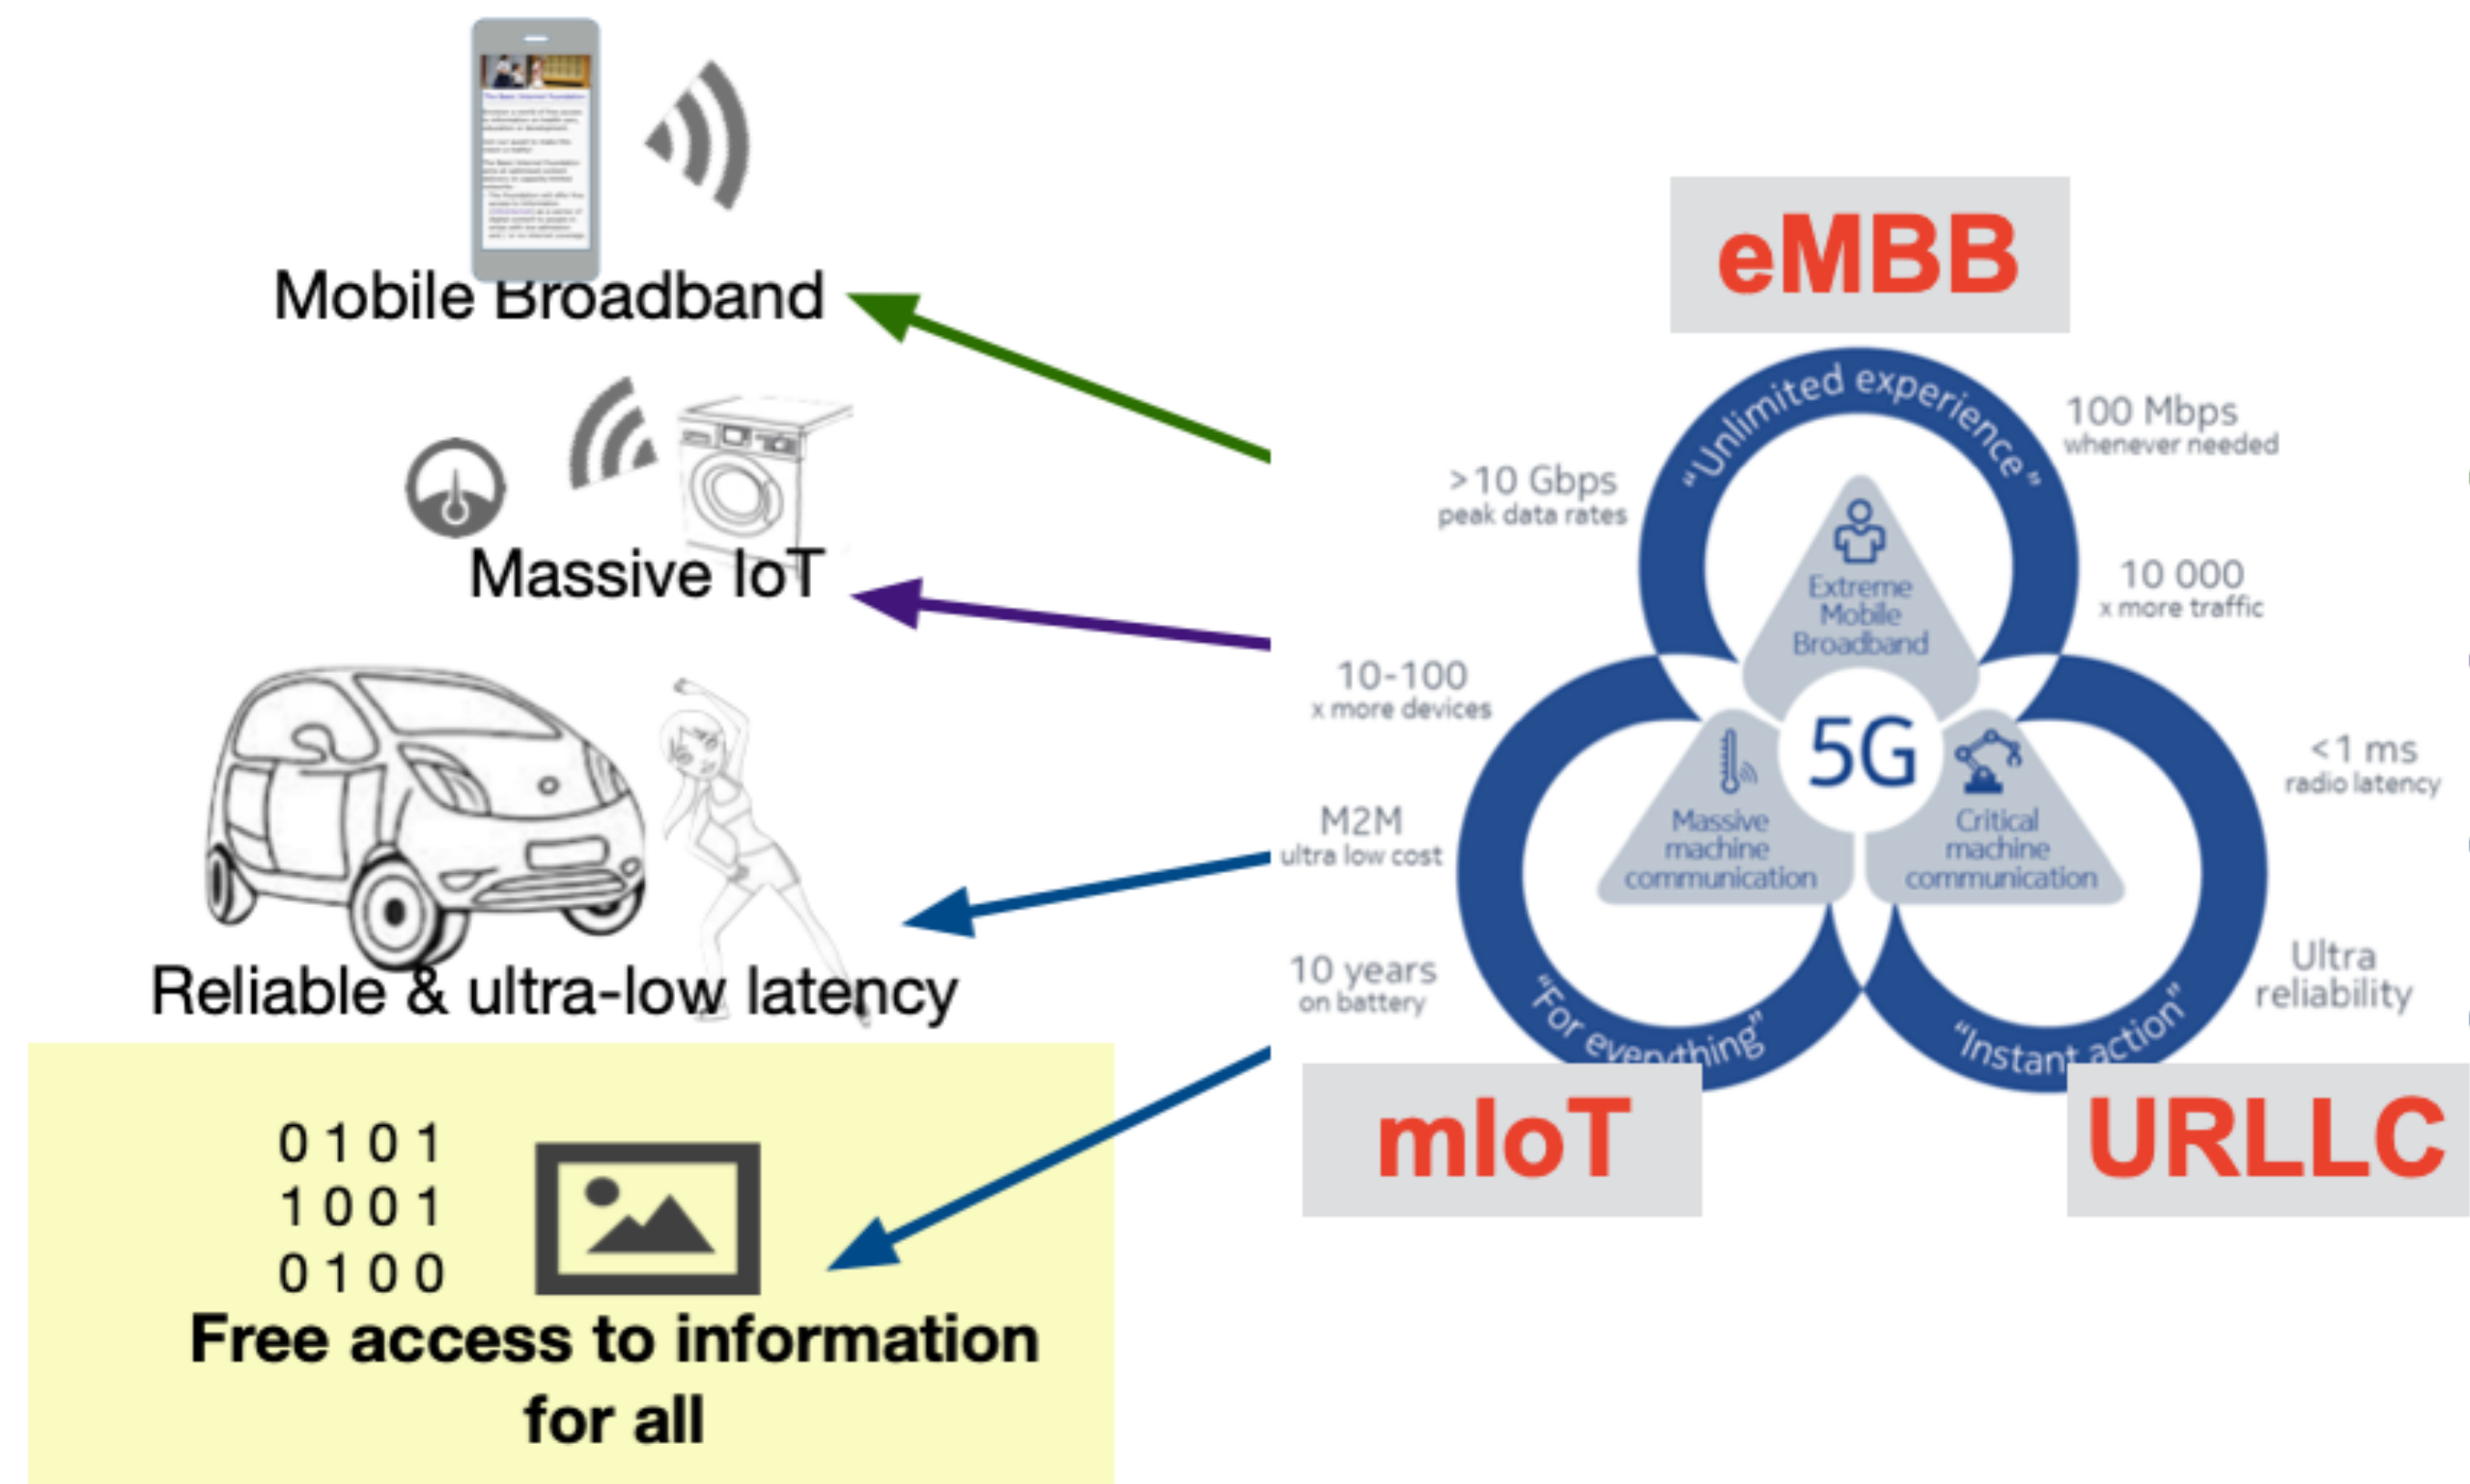 The Basic Internet Foundation
Mobile Broadband
Massive IoT
Reliable & ultra-low latency
0 1 0 1
1 0 0 1
0 1 0 0
Free access to information
for all
eMBB
“Unlimited experience”
100 Mbps
whenever needed
>10 Gbps
peak data rates
10 000
x more traffic
Extreme
Mobile
Broadband
10-100
x more devices
5G
<1 ms
radio latency
M2M
ultra low cost
Massive
machine
communication
Critical
machine
communication
10 years
on battery
Ultra
reliability
“For everything”
“Instant action”
mIoT
URLLC